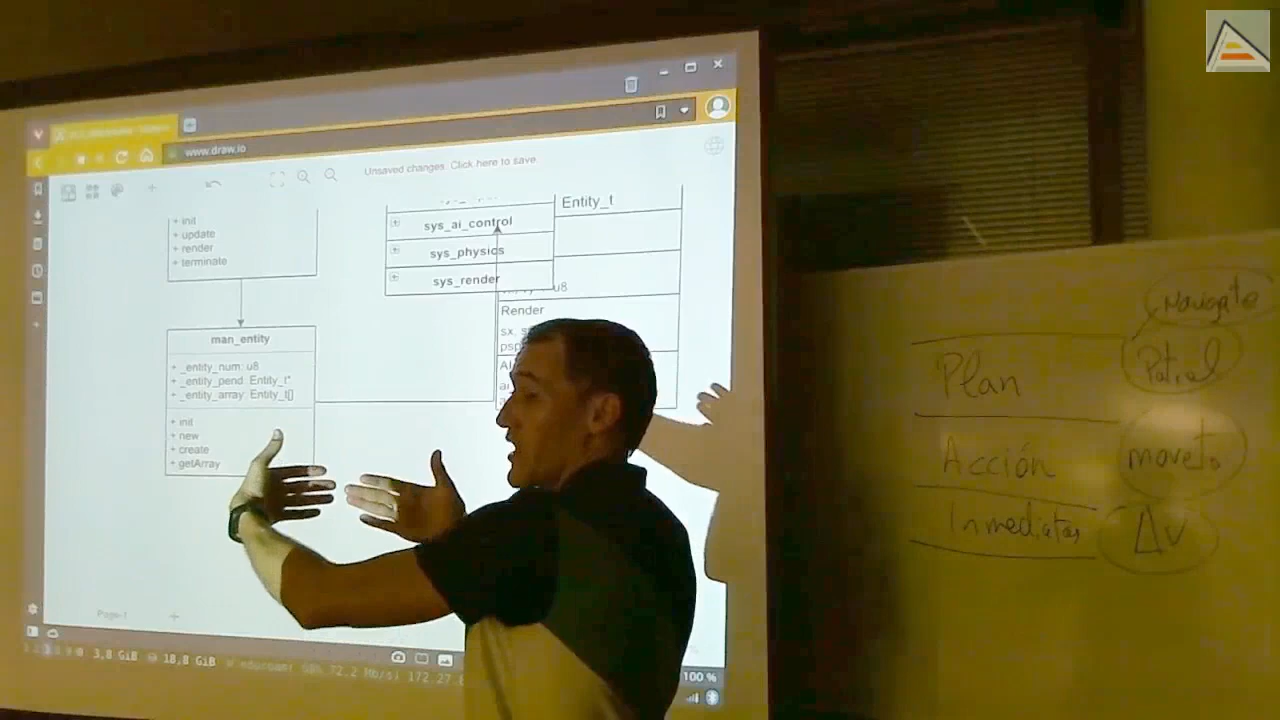 www.draw.io
Unsaved changes. Click here to save.
+ init
+ update
+ render
+ terminate
sys_ai_control
sys_physics
sys_render
Entity_t
u8
Render
man_entity
+ _entity_num: u8
+ _entity_pend: Entity_t*
+ _entity_array: Entity_t[]
+ init
+ new
+ create
+ getArray
Page-1
3,8 GiB 18,8 GiB
100 %
Navigate
Plan
Patrol
Acción
moveto
Inmediatas
Δv